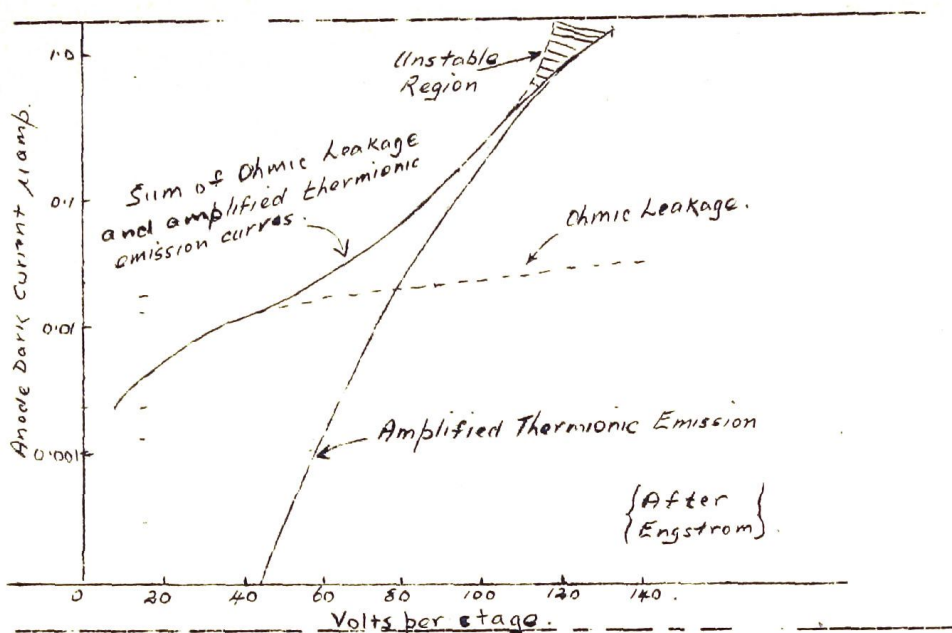 1.0
Unstable
Region
Anode Dark Current µamp.
Sum of Ohmic Leakage
and amplified thermionic
emission curves.
0.1
Ohmic Leakage.
0.01
Amplified Thermionic Emission
0.001
{After
Engstrom}.
0 20 40 60 80 100 120 140.
Volts per stage.